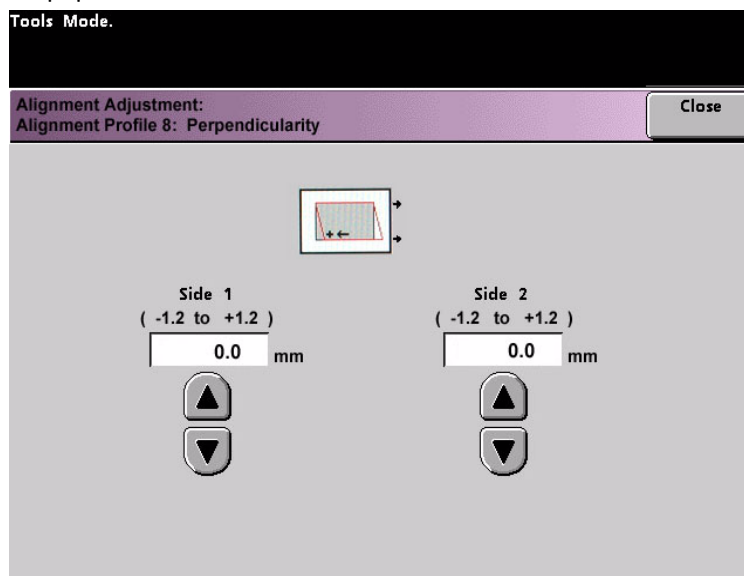 Tools Mode.
Alignment Adjustment:
Alignment Profile 8: Perpendicularity
Close
Side 1
( -1.2 to +1.2 )
0.0 mm
Side 2
( -1.2 to +1.2 )
0.0 mm